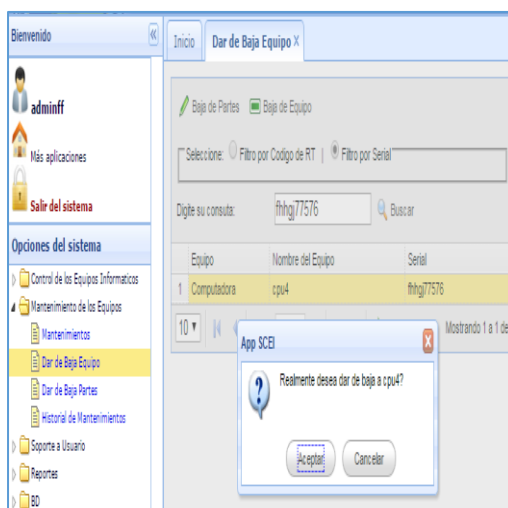 Bienvenido
adminff
Más aplicaciones
Salir del sistema
Opciones del sistema
Control de los Equipos Informaticos
Mantenimiento de los Equipos
Mantenimientos
Dar de Baja Equipo
Dar de Baja Partes
Historial de Mantenimientos
Soporte a Usuario
Reportes
BD
Inicio Dar de Baja Equipo X
Baja de Partes Baja de Equipo
Seleccione: Filtro por Codigo de RT | Filtro por Serial
Digite su consuta: fhhgj77576 Buscar
Equipo Nombre del Equipo Serial
1 Computadora cpu4 fhhgj77576
10 Mostrando 1 a 1 de
App SCEI
Realmente desea dar de baja a cpu4?
Aceptar Cancelar